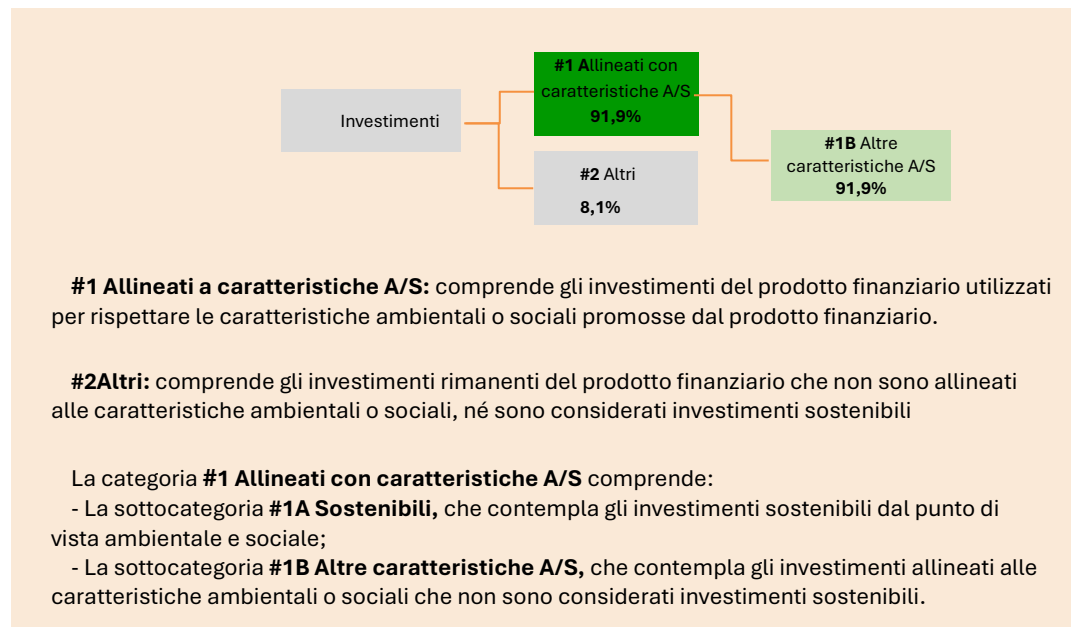 #1 Allineati con
caratteristiche A/S
91,9%
Investimenti
#1B Altre
caratteristiche A/S
91,9%
#2 Altri
8,1%
#1 Allineati a caratteristiche A/S: comprende gli investimenti del prodotto finanziario utilizzati
per rispettare le caratteristiche ambientali o sociali promosse dal prodotto finanziario.
#2Altri: comprende gli investimenti rimanenti del prodotto finanziario che non sono allineati
alle caratteristiche ambientali o sociali, né sono considerati investimenti sostenibili
La categoria #1 Allineati con caratteristiche A/S comprende:
- La sottocategoria #1A Sostenibili, che contempla gli investimenti sostenibili dal punto di
vista ambientale e sociale;
- La sottocategoria #1B Altre caratteristiche A/S, che contempla gli investimenti allineati alle
caratteristiche ambientali o sociali che non sono considerati investimenti sostenibili.